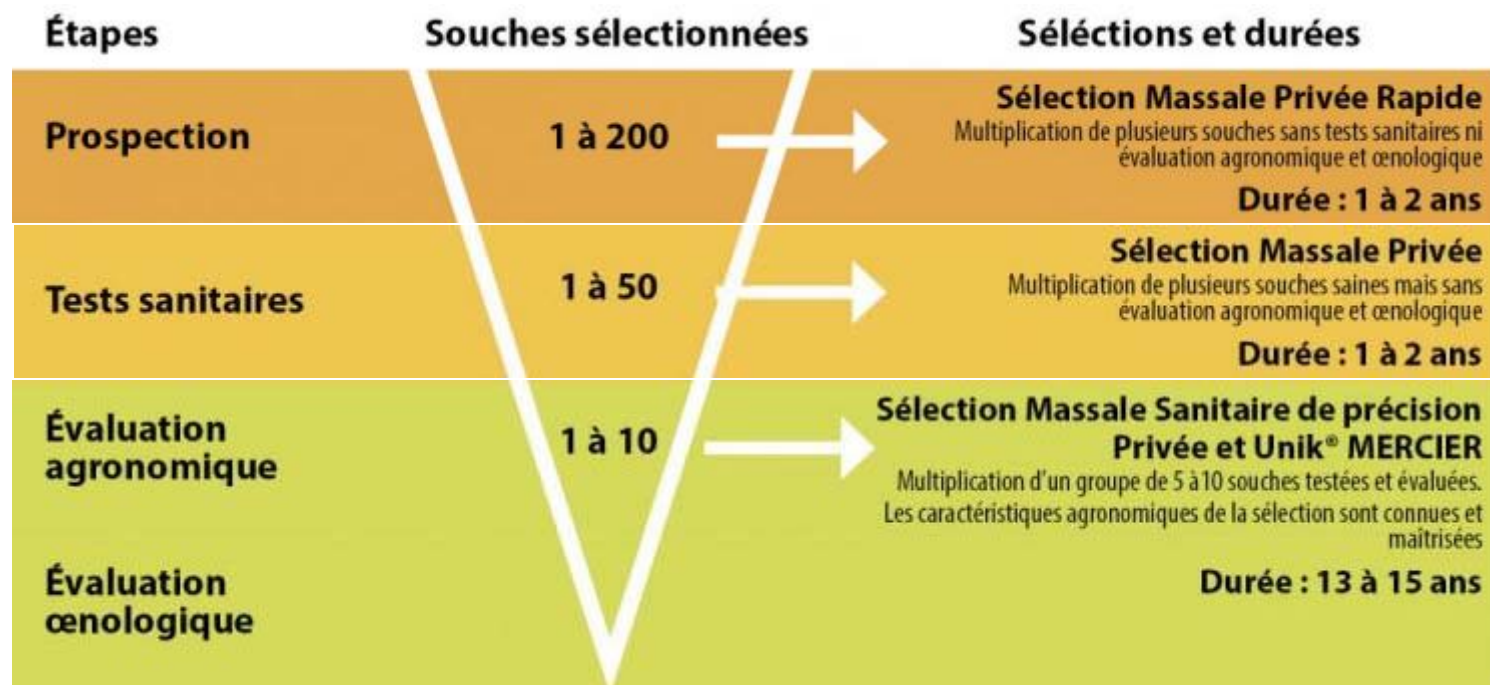 Étapes
Souches sélectionnées
Séléctions et durées
Prospection
1 à 200
Sélection Massale Privée Rapide
Multiplication de plusieurs souches sans tests sanitaires ni
évaluation agronomique et œnologique
Durée : 1 à 2 ans
Tests sanitaires
1 à 50
Sélection Massale Privée
Multiplication de plusieurs souches saines mais sans
évaluation agronomique et œnologique
Durée : 1 à 2 ans
Évaluation
agronomique
1 à 10
Sélection Massale Sanitaire de précision
Privée et Unik® MERCIER
Multiplication d'un groupe de 5 à 10 souches testées et évaluées.
Les caractéristiques agronomiques de la sélection sont connues et
maîtrisées
Durée : 13 à 15 ans
Évaluation
œnologique